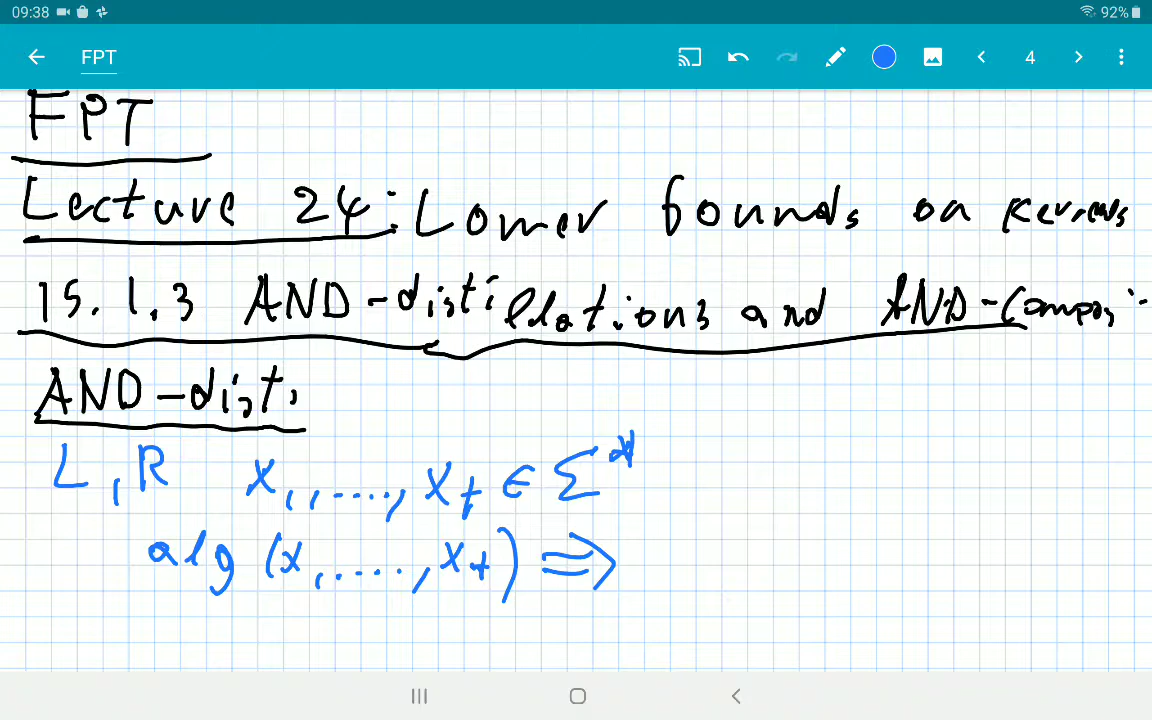 09:38 92%
FPT 4
FPT
Lecture 24: Lower bounds on kernels
15.1.3 AND-distillations and AND-composi-
AND-dist.
L, R x₁, ..., xₜ ∈ Σ*
alg (x₁, ..., xₜ) ⇒